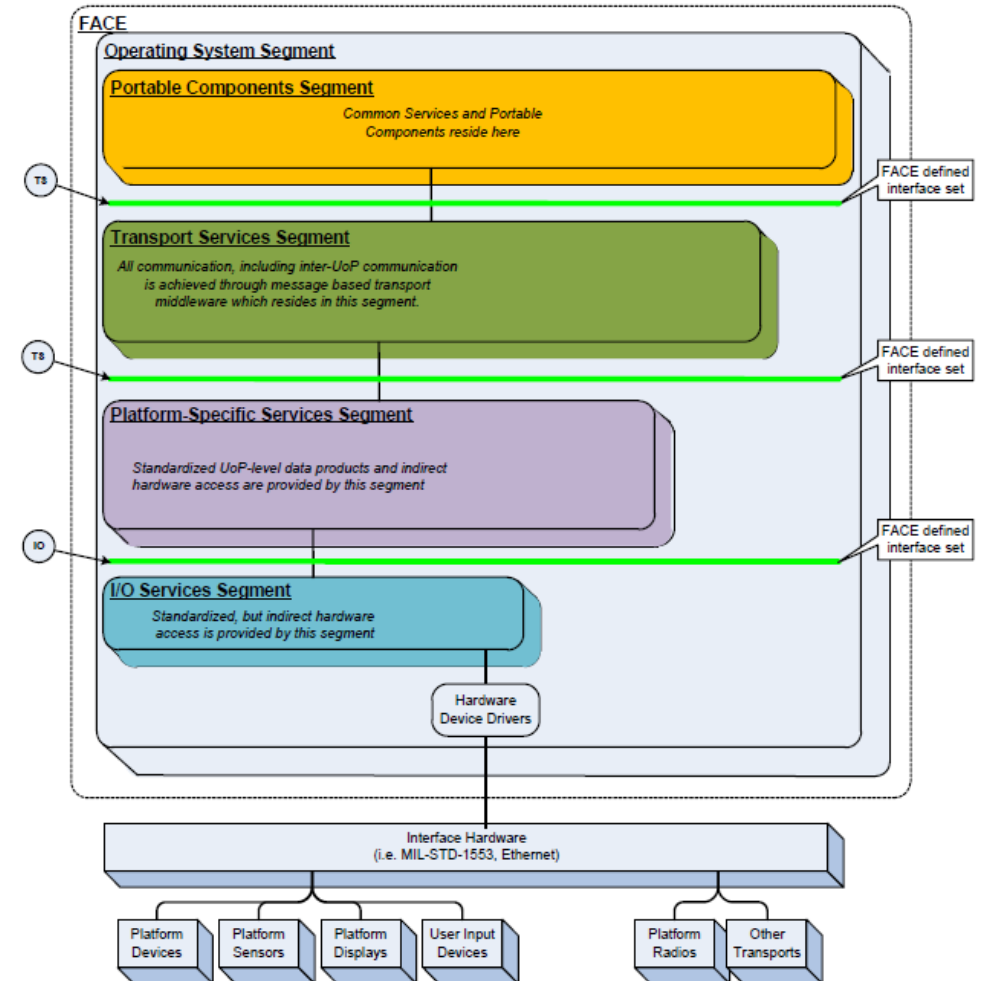 FACE
Operating System Segment
Portable Components Segment
Common Services and Portable
Components reside here
TS
FACE defined
interface set
Transport Services Segment
All communication, including inter-UoP communication
is achieved through message based transport
middleware which resides in this segment.
TS
FACE defined
interface set
Platform-Specific Services Segment
Standardized UoP-level data products and indirect
hardware access are provided by this segment
IO
FACE defined
interface set
I/O Services Segment
Standardized, but indirect hardware
access is provided by this segment
Hardware
Device Drivers
Interface Hardware
(i.e. MIL-STD-1553, Ethernet)
Platform
Devices
Platform
Sensors
Platform
Displays
User Input
Devices
Platform
Radios
Other
Transports